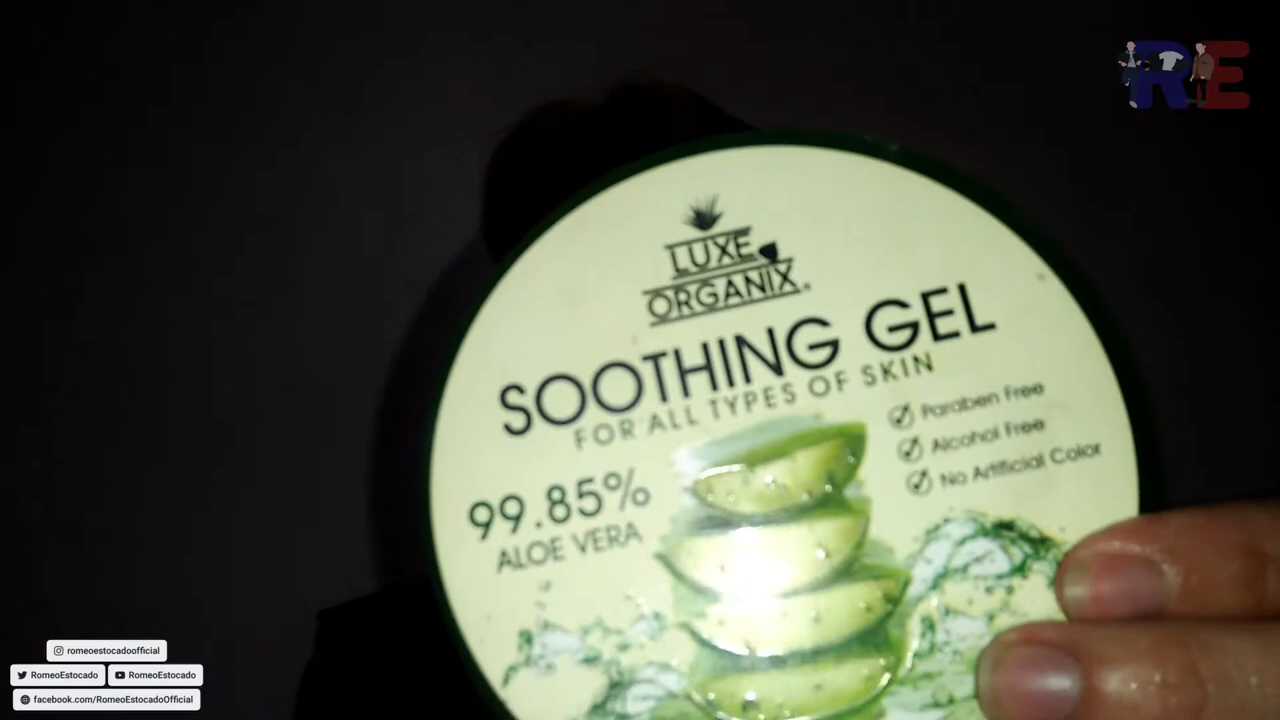 RE
LUXE
ORGANIX
SOOTHING GEL
FOR ALL TYPES OF SKIN
Paraben Free
Alcohol Free
No Artificial Color
99.85%
ALOE VERA
romeoestocadoofficial
RomeoEstocado
RomeoEstocado
facebook.com/RomeoEstocadoOfficial